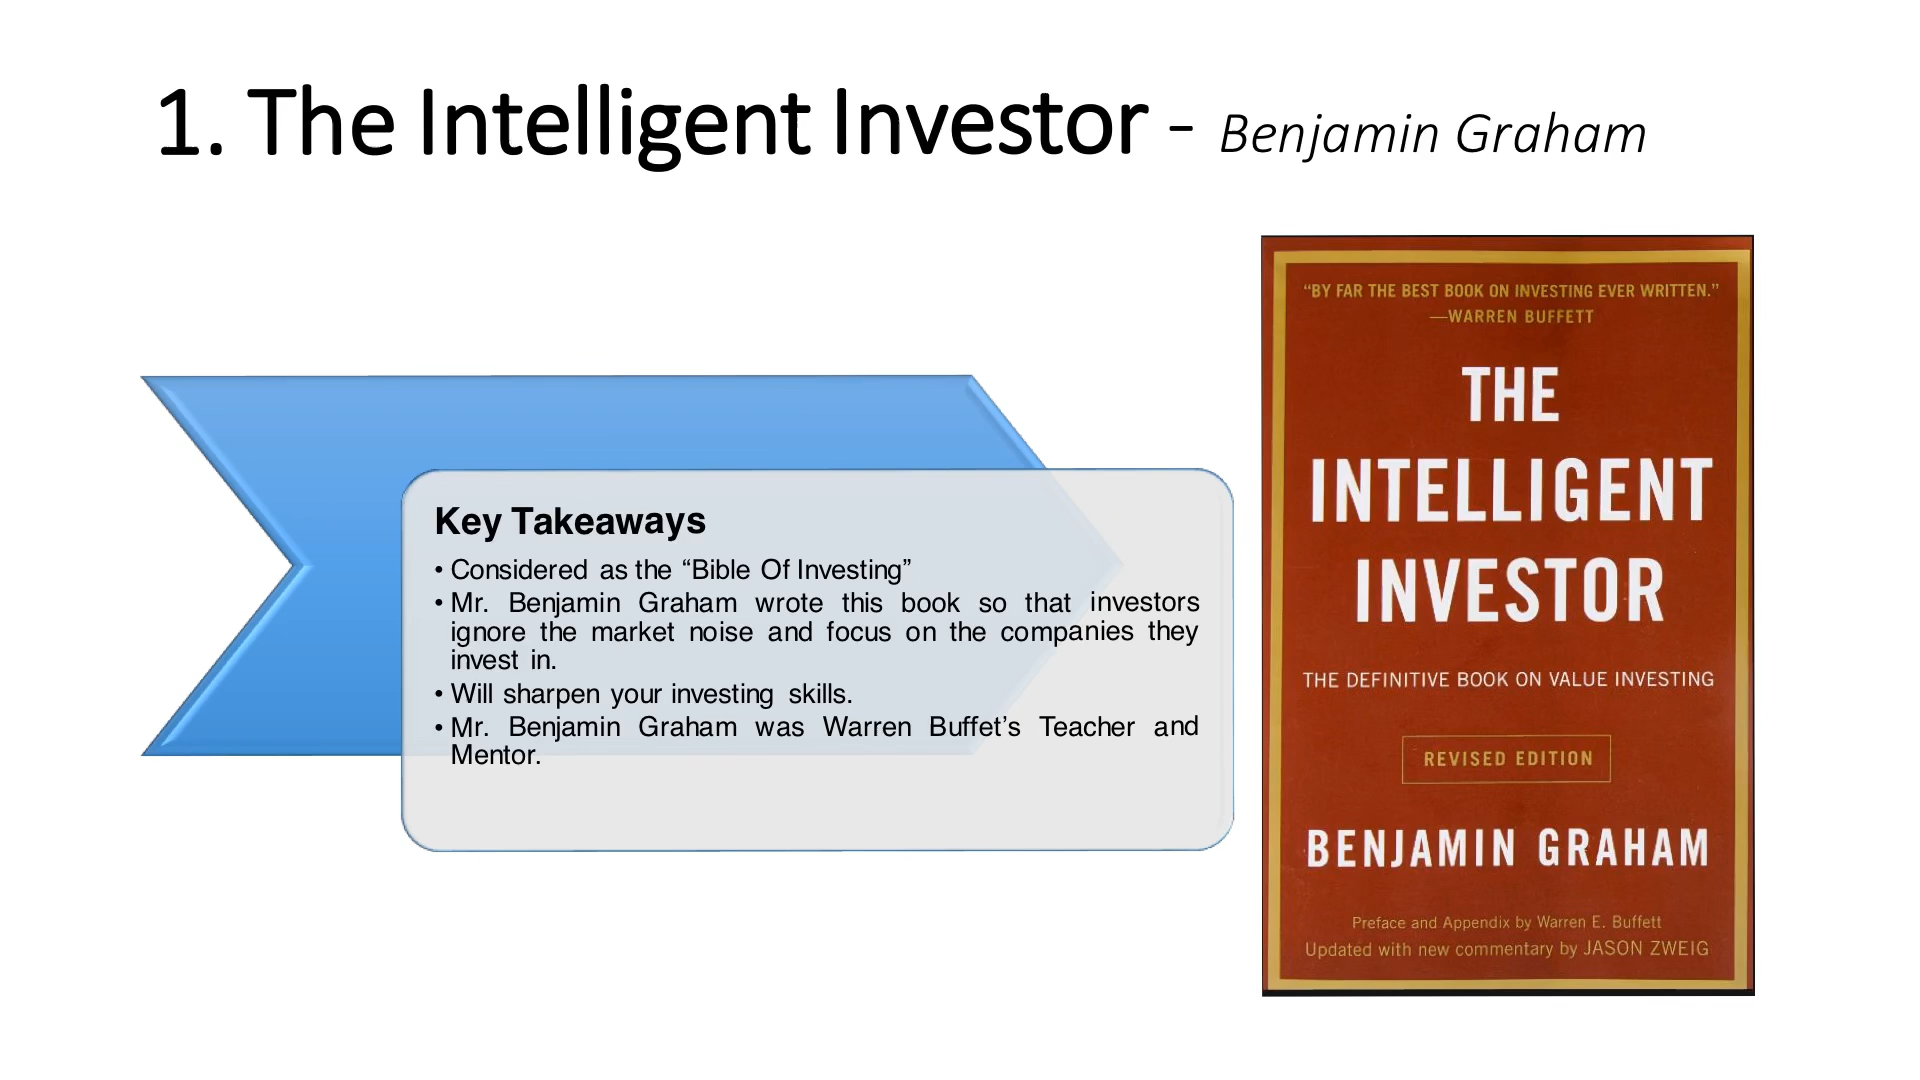 1. The Intelligent Investor - Benjamin Graham
Key Takeaways
• Considered as the “Bible Of Investing”
• Mr. Benjamin Graham wrote this book so that investors
ignore the market noise and focus on the companies they
invest in.
• Will sharpen your investing skills.
• Mr. Benjamin Graham was Warren Buffet’s Teacher and
Mentor.
“BY FAR THE BEST BOOK ON INVESTING EVER WRITTEN.”
—WARREN BUFFETT
THE
INTELLIGENT
INVESTOR
THE DEFINITIVE BOOK ON VALUE INVESTING
REVISED EDITION
BENJAMIN GRAHAM
Preface and Appendix by Warren E. Buffett
Updated with new commentary by JASON ZWEIG